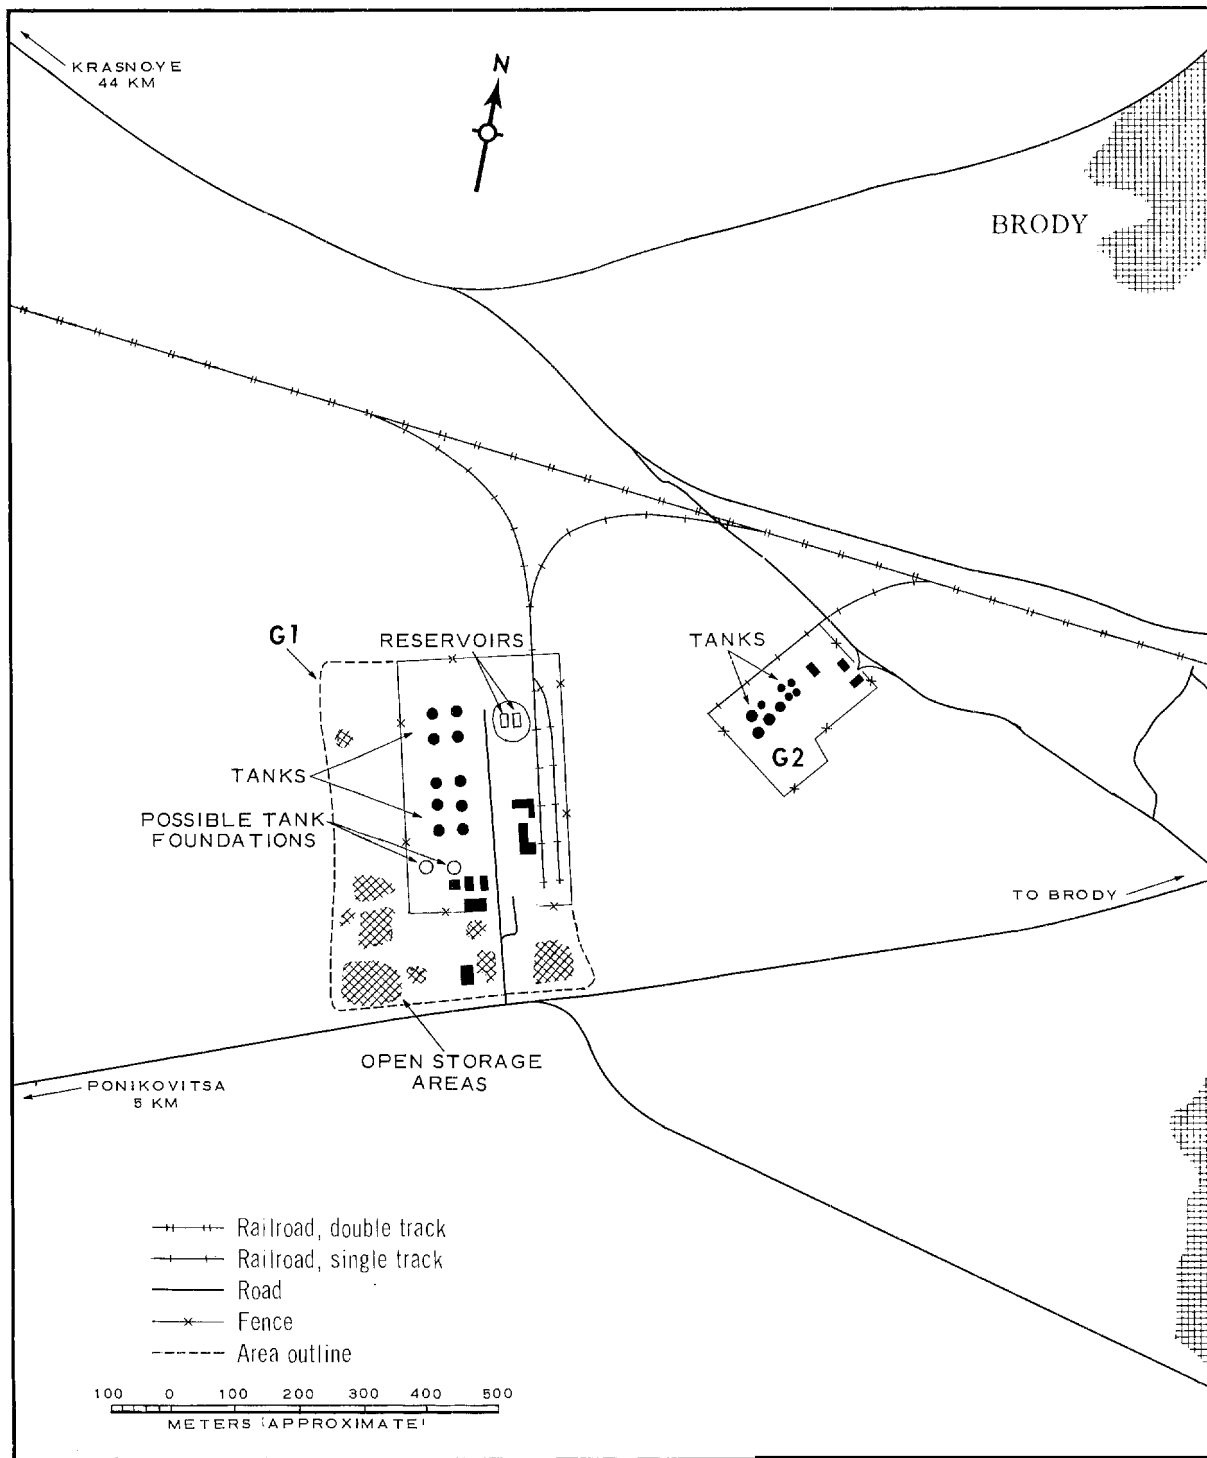 KRASNOYE
44 KM
N
BRODY
G1
RESERVOIRS
TANKS
TANKS
G2
POSSIBLE TANK
FOUNDATIONS
TO BRODY
OPEN STORAGE
AREAS
PONIKOVITSA
5 KM
Railroad, double track
Railroad, single track
Road
Fence
Area outline
100 0 100 200 300 400 500
METERS (APPROXIMATE)